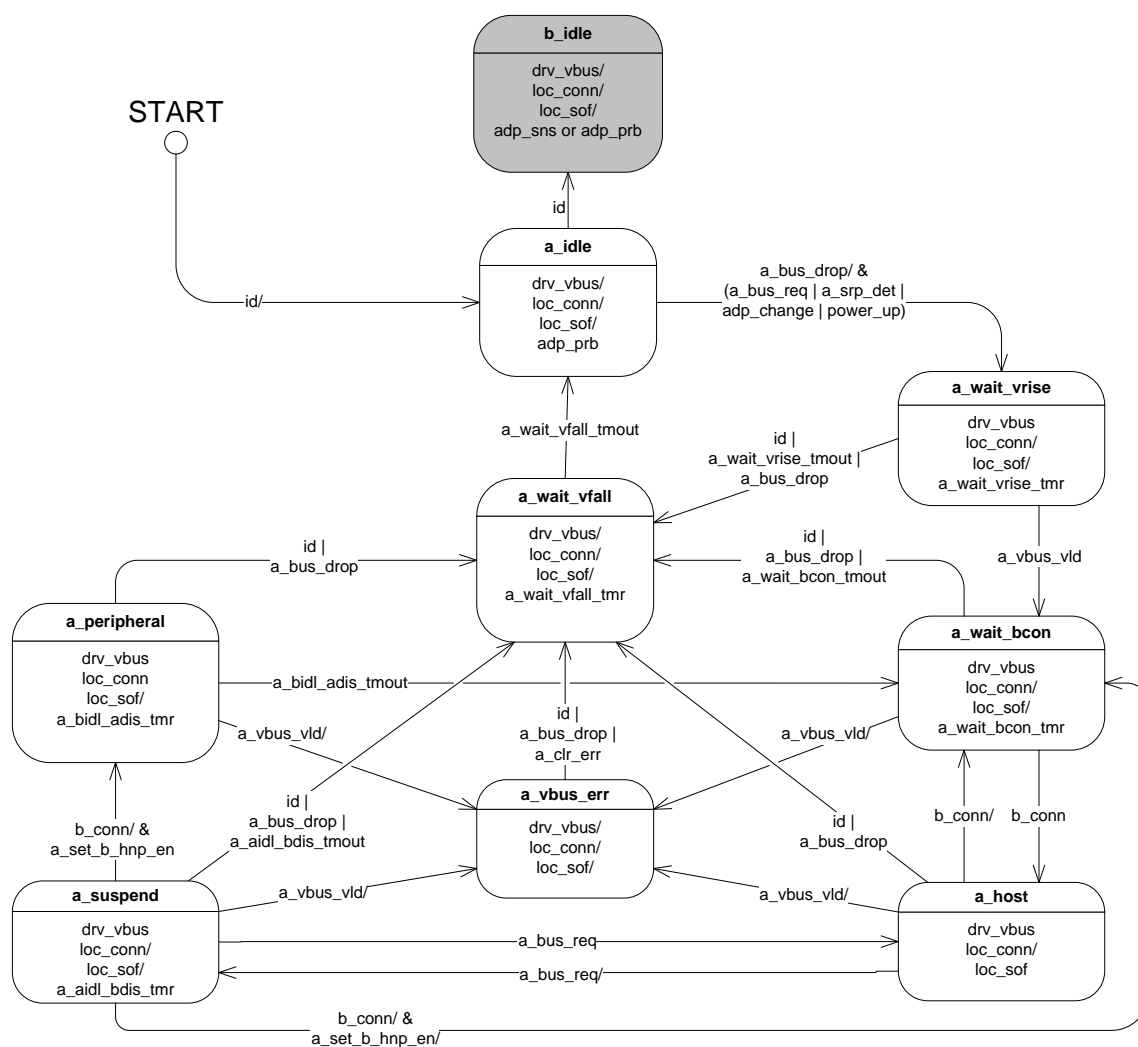 b_idle
drv_vbus/
loc_conn/
loc_sof/
adp_sns or adp_prb
START
id
a_idle
drv_vbus/
loc_conn/
loc_sof/
adp_prb
id/
a_bus_drop/ &
(a_bus_req | a_srp_det |
adp_change | power_up)
a_wait_vrise
drv_vbus
loc_conn/
loc_sof/
a_wait_vrise_tmr
a_wait_vfall_tmout
id |
a_wait_vrise_tmout |
a_bus_drop
a_wait_vfall
drv_vbus/
loc_conn/
loc_sof/
a_wait_vfall_tmr
id |
a_bus_drop
id |
a_bus_drop |
a_wait_bcon_tmout
a_vbus_vld
a_peripheral
drv_vbus
loc_conn
loc_sof/
a_bidl_adis_tmr
a_wait_bcon
drv_vbus
loc_conn/
loc_sof/
a_wait_bcon_tmr
a_bidl_adis_tmout
a_vbus_vld/
id |
a_bus_drop |
a_clr_err
a_vbus_vld/
a_vbus_err
drv_vbus/
loc_conn/
loc_sof/
b_conn/ &
a_set_b_hnp_en
id |
a_bus_drop |
a_aidl_bdis_tmout
id |
a_bus_drop
b_conn/
b_conn
a_suspend
drv_vbus
loc_conn/
loc_sof/
a_aidl_bdis_tmr
a_vbus_vld/
a_vbus_vld/
a_host
drv_vbus
loc_conn/
loc_sof
a_bus_req
a_bus_req/
b_conn/ &
a_set_b_hnp_en/